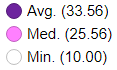 Avg. (33.56)
Med. (25.56)
Min. (10.00)